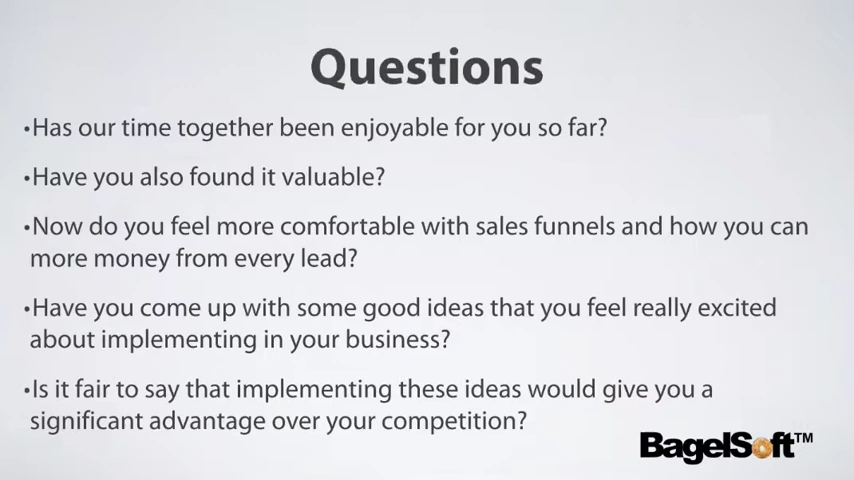 Questions
•Has our time together been enjoyable for you so far?
•Have you also found it valuable?
•Now do you feel more comfortable with sales funnels and how you can
more money from every lead?
•Have you come up with some good ideas that you feel really excited
about implementing in your business?
•Is it fair to say that implementing these ideas would give you a
significant advantage over your competition?
BagelSoft™